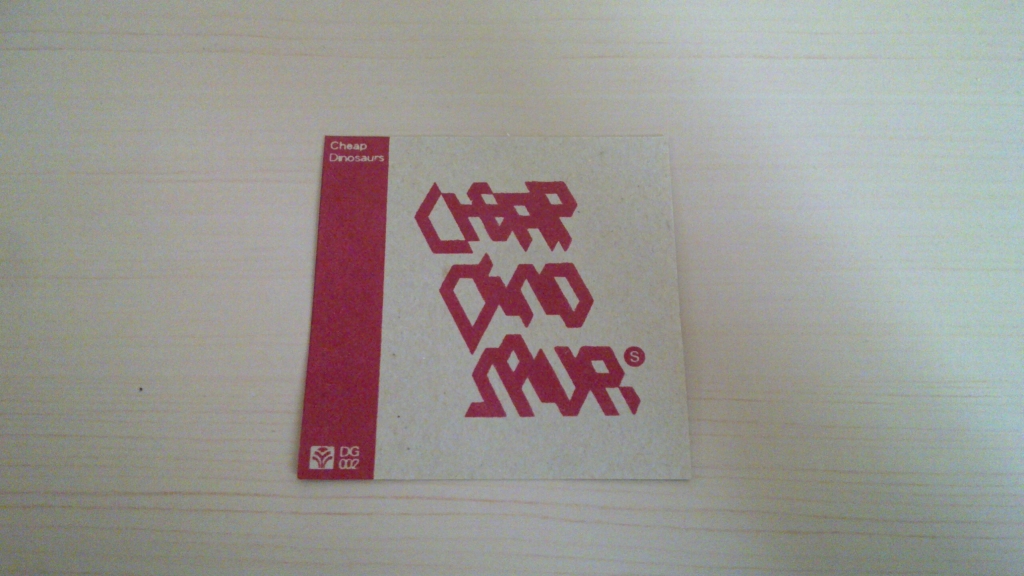 Cheap
Dinosaurs
CHEAP
DINO
SAUR
S
DG
002